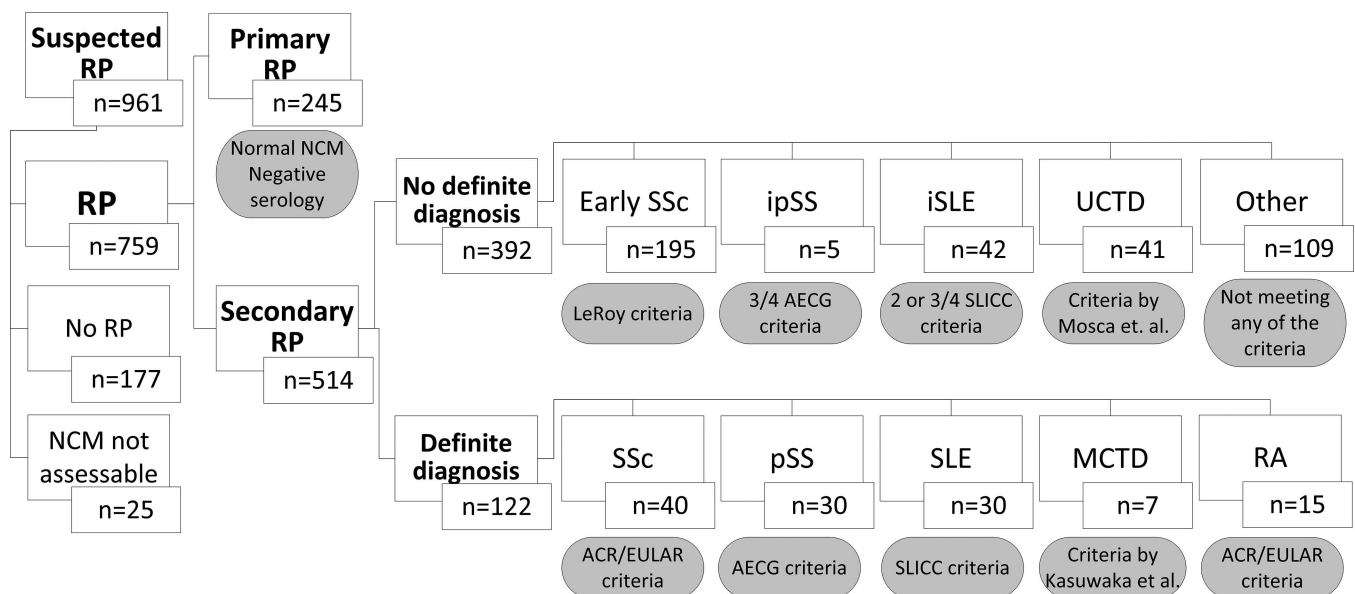 Suspected
RP
n=961
RP
n=759
No RP
n=177
NCM not
assessable
n=25
Primary
RP
n=245
Normal NCM
Negative
serology
Secondary
RP
n=514
No definite
diagnosis
n=392
Early SSc
n=195
LeRoy criteria
ipSS
n=5
3/4 AECG
criteria
iSLE
n=42
2 or 3/4 SLICC
criteria
UCTD
n=41
Criteria by
Mosca et. al.
Other
n=109
Not meeting
any of the
criteria
Definite
diagnosis
n=122
SSc
n=40
ACR/EULAR
criteria
pSS
n=30
AECG criteria
SLE
n=30
SLICC criteria
MCTD
n=7
Criteria by
Kasuwaka et al.
RA
n=15
ACR/EULAR
criteria